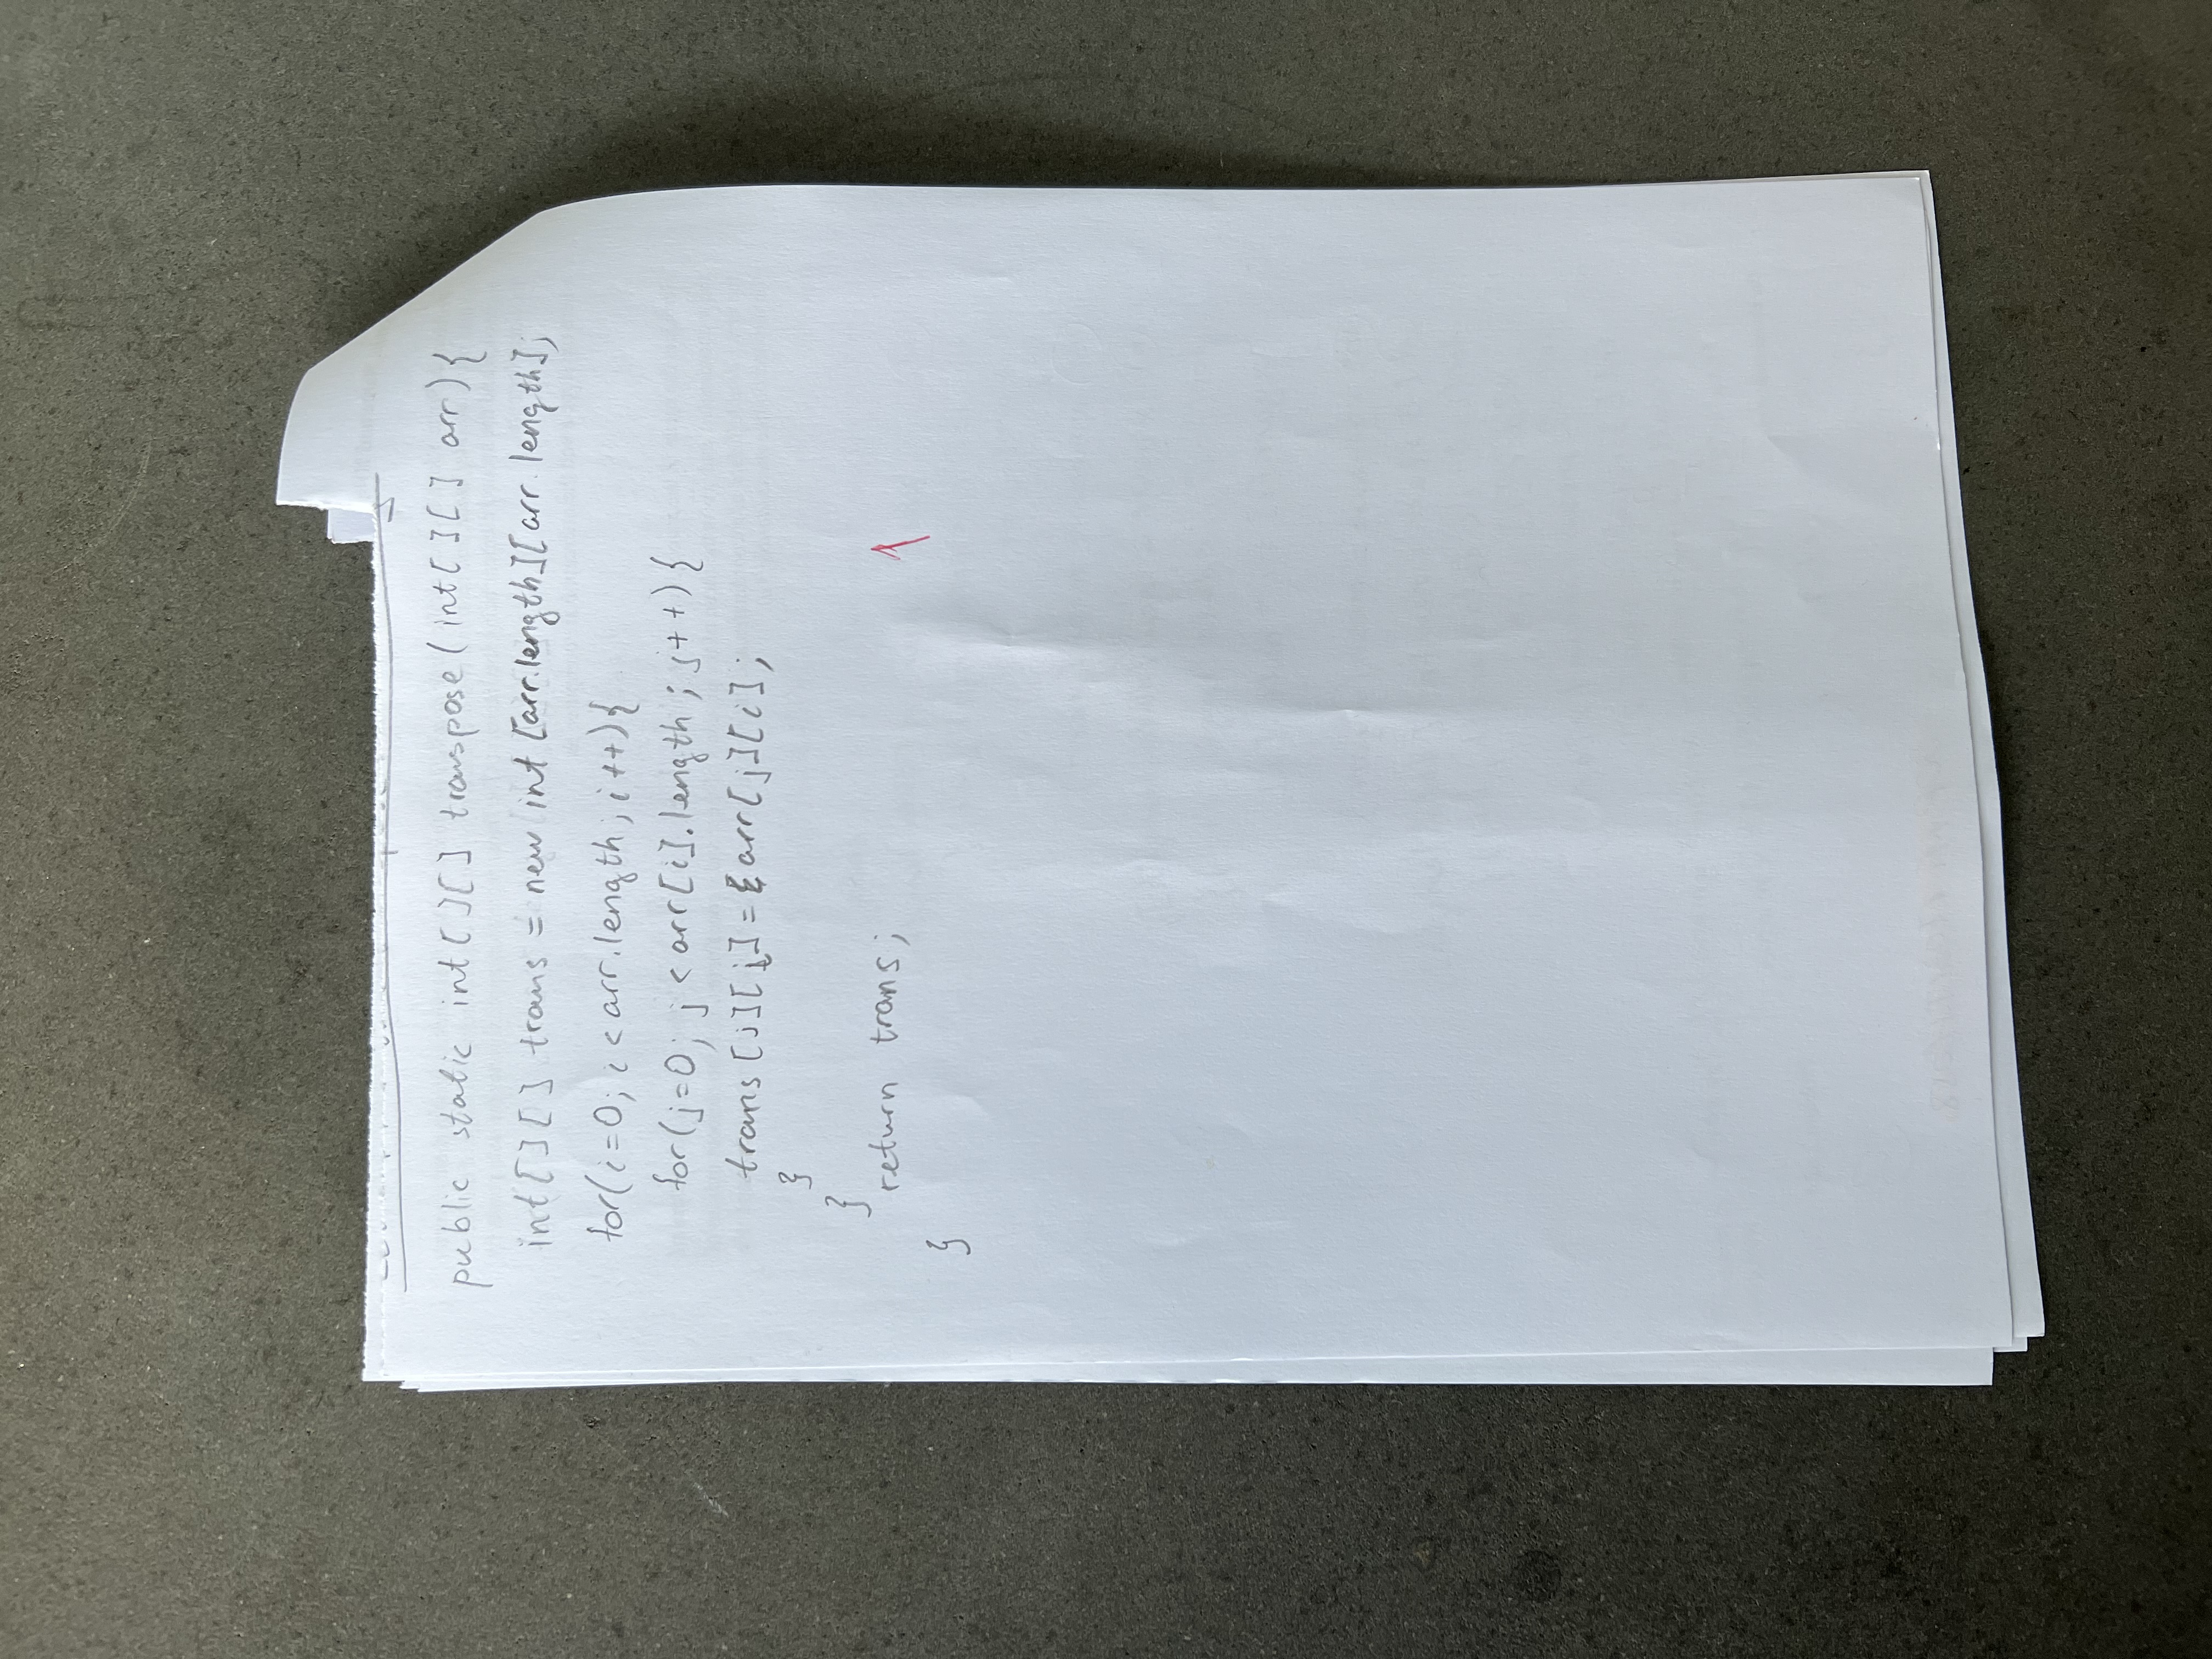 public static int[][] transpose(int[][] arr){
int[][] trans = new int [arr.length][arr.length];
for(i=0; i<arr.length; i++){
for(j=0; j<arr[i].length; j++){
trans[j][i] = arr[j][i];
}
}
return trans;
}
1